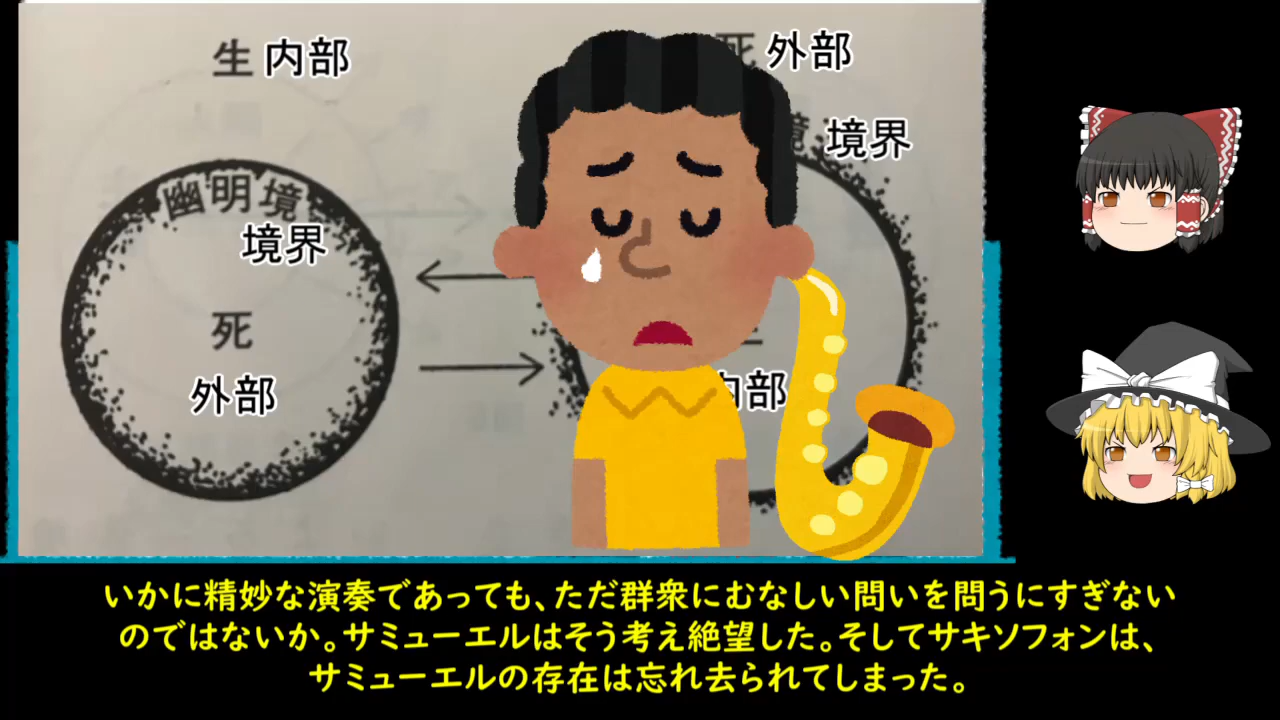 生 内部
死 外部
境 境界
幽明境
境界
死
外部
内部
いかに精妙な演奏であっても、ただ群衆にむなしい問いを問うにすぎない
のではないか。サミューエルはそう考え絶望した。そしてサキソフォンは、
サミューエルの存在は忘れ去られてしまった。